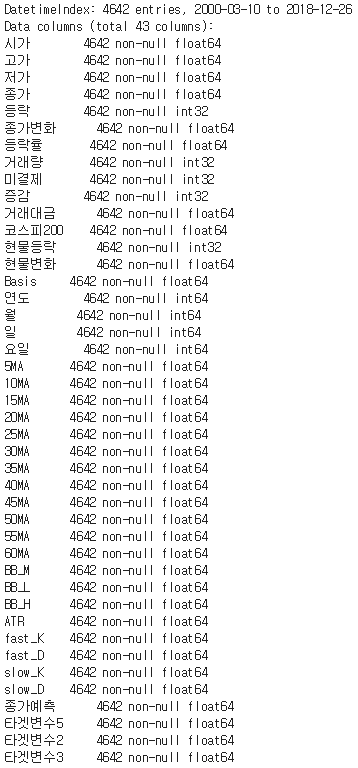 DatetimeIndex: 4642 entries, 2000-03-10 to 2018-12-26
Data columns (total 43 columns):
시가 4642 non-null float64
고가 4642 non-null float64
저가 4642 non-null float64
종가 4642 non-null float64
등락 4642 non-null int32
종가변화 4642 non-null float64
등락률 4642 non-null float64
거래량 4642 non-null int32
미결제 4642 non-null int32
증감 4642 non-null int32
거래대금 4642 non-null float64
코스피200 4642 non-null float64
현물등락 4642 non-null int32
현물변화 4642 non-null float64
Basis 4642 non-null float64
연도 4642 non-null int64
월 4642 non-null int64
일 4642 non-null int64
요일 4642 non-null int64
5MA 4642 non-null float64
10MA 4642 non-null float64
15MA 4642 non-null float64
20MA 4642 non-null float64
25MA 4642 non-null float64
30MA 4642 non-null float64
35MA 4642 non-null float64
40MA 4642 non-null float64
45MA 4642 non-null float64
50MA 4642 non-null float64
55MA 4642 non-null float64
60MA 4642 non-null float64
BB_M 4642 non-null float64
BB_L 4642 non-null float64
BB_H 4642 non-null float64
ATR 4642 non-null float64
fast_K 4642 non-null float64
fast_D 4642 non-null float64
slow_K 4642 non-null float64
slow_D 4642 non-null float64
종가예측 4642 non-null float64
타겟변수5 4642 non-null float64
타겟변수2 4642 non-null float64
타겟변수3 4642 non-null float64